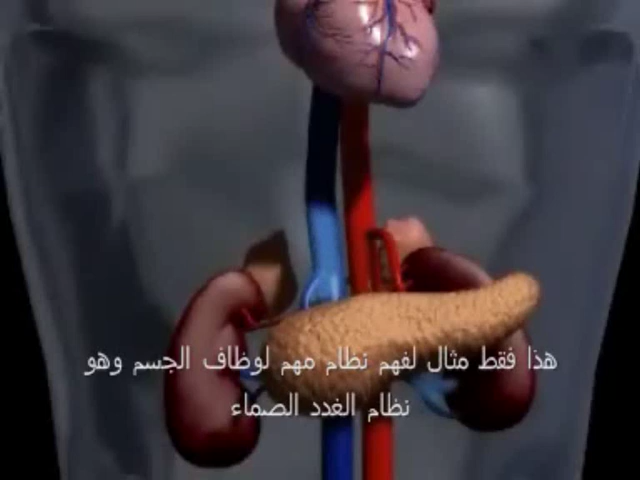 هذا فقط مثال لفهم نظام مهم لوظاف الجسم وهو
نظام الغدد الصماء